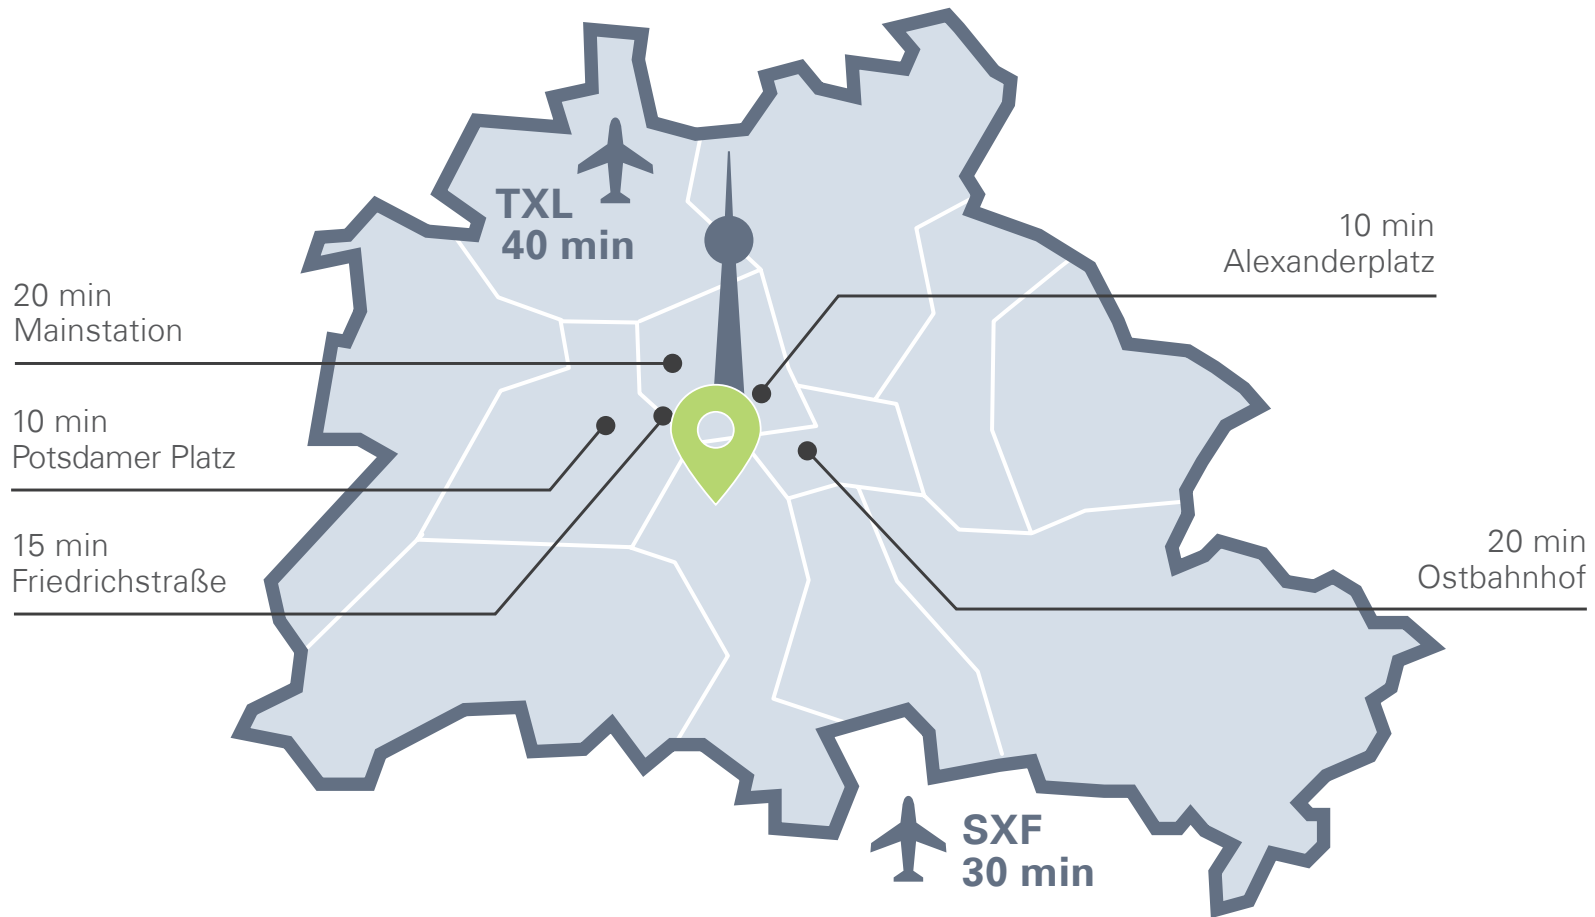 TXL
40 min
10 min
Alexanderplatz
20 min
Mainstation
10 min
Potsdamer Platz
15 min
Friedrichstraße
20 min
Ostbahnhof
SXF
30 min